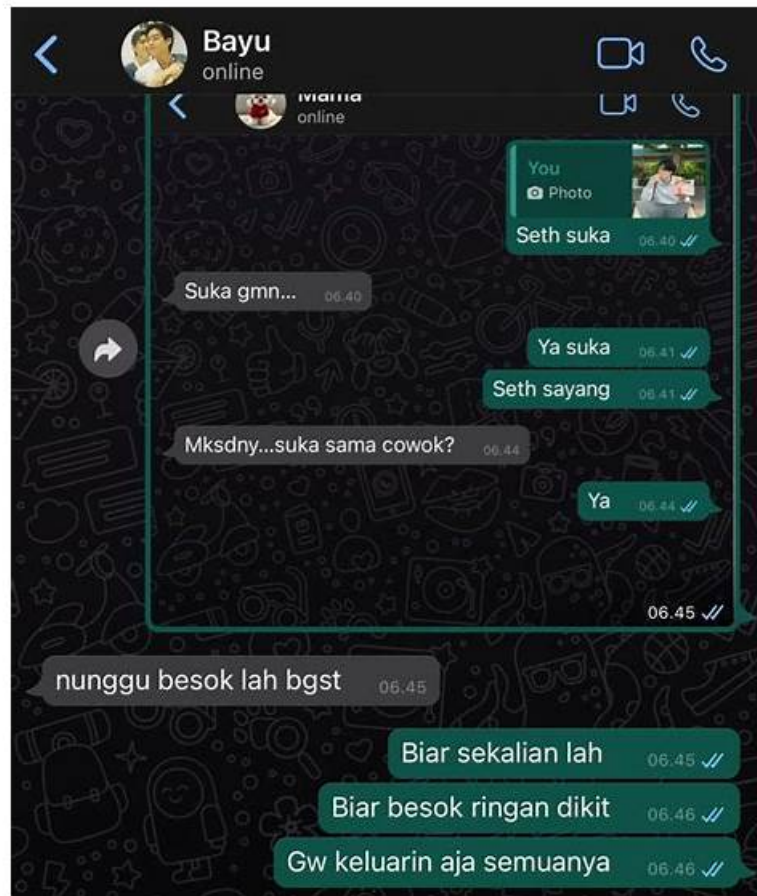 Bayu
online
Mama
online
You
Photo
Seth suka 06.40
Suka gmn... 06.40
Ya suka 06.41
Seth sayang 06.41
Mksdny...suka sama cowok? 06.44
Ya 06.44
06.45
nunggu besok lah bgst 06.45
Biar sekalian lah 06.45
Biar besok ringan dikit 06.46
Gw keluarin aja semuanya 06.46